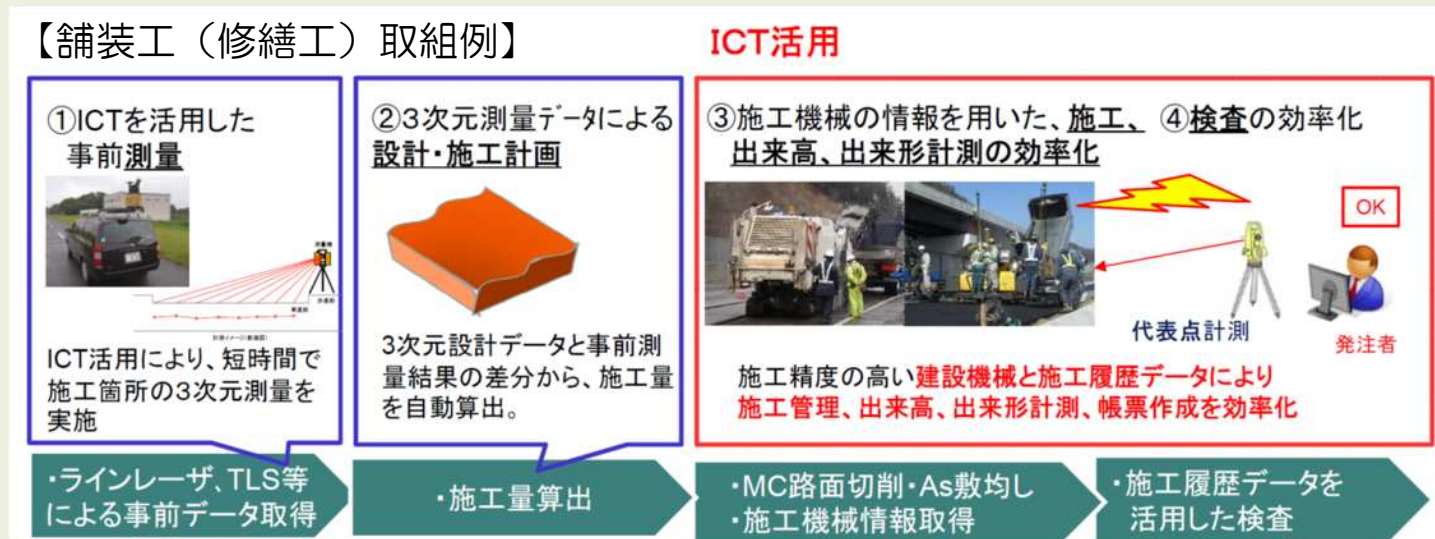 【舗装工（修繕工）取組例】
ICT活用
①ICTを活用した
事前測量
ICT活用により、短時間で
施工箇所の3次元測量を
実施
②3次元測量データによる
設計・施工計画
3次元設計データと事前測
量結果の差分から、施工量
を自動算出。
③施工機械の情報を用いた、施工、
出来高、出来形計測の効率化
④検査の効率化
OK
代表点計測
発注者
施工精度の高い建設機械と施工履歴データにより
施工管理、出来高、出来形計測、帳票作成を効率化
・ラインレーザ、TLS等
による事前データ取得
・施工量算出
・MC路面切削・As敷均し
・施工機械情報取得
・施工履歴データを
活用した検査